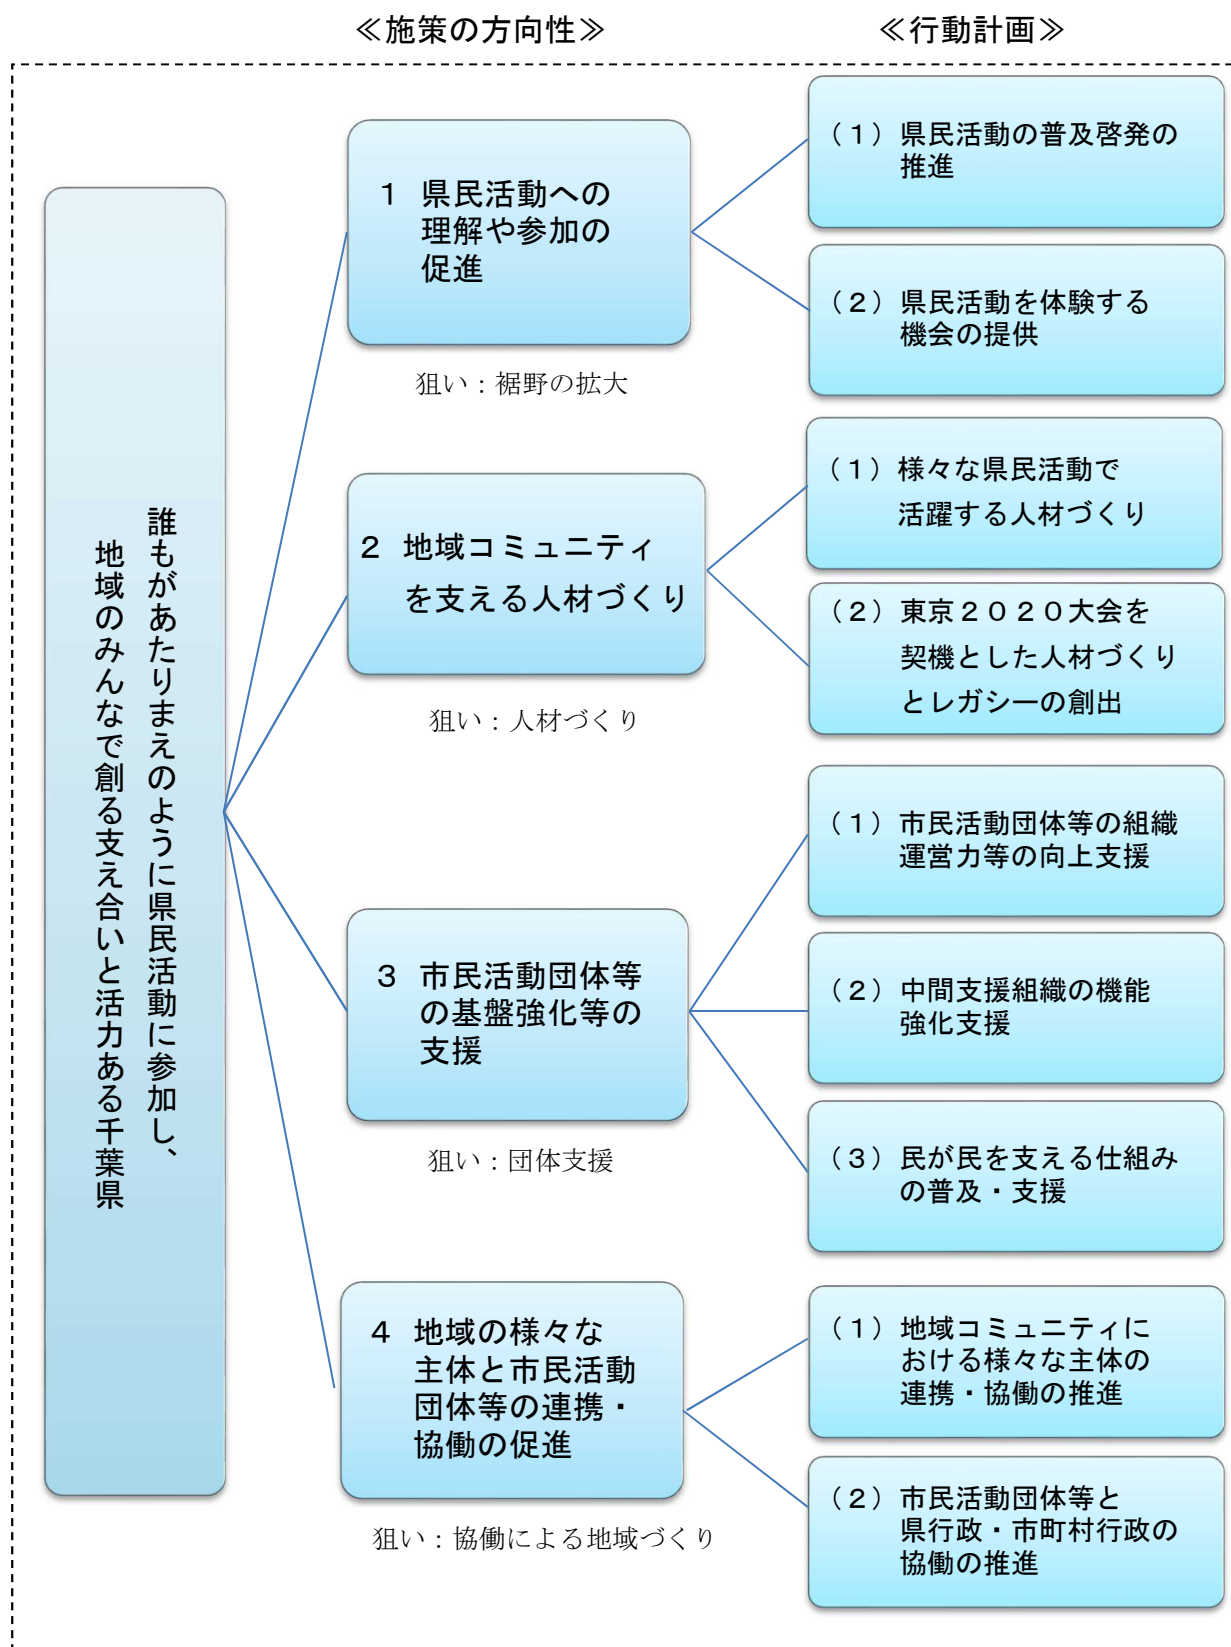 ≪施策の方向性≫
≪行動計画≫
誰もがあたりまえのように県民活動に参加し、
地域のみんなで創る支え合いと活力ある千葉県
1 県民活動への
理解や参加の
促進
狙い：裾野の拡大
（1）県民活動の普及啓発の
推進
（2）県民活動を体験する
機会の提供
2 地域コミュニティ
を支える人材づくり
狙い：人材づくり
（1）様々な県民活動で
活躍する人材づくり
（2）東京２０２０大会を
契機とした人材づくり
とレガシーの創出
3 市民活動団体等
の基盤強化等の
支援
狙い：団体支援
（1）市民活動団体等の組織
運営力等の向上支援
（2）中間支援組織の機能
強化支援
（3）民が民を支える仕組み
の普及・支援
4 地域の様々な
主体と市民活動
団体等の連携・
協働の促進
狙い：協働による地域づくり
（1）地域コミュニティに
おける様々な主体の
連携・協働の推進
（2）市民活動団体等と
県行政・市町村行政の
協働の推進